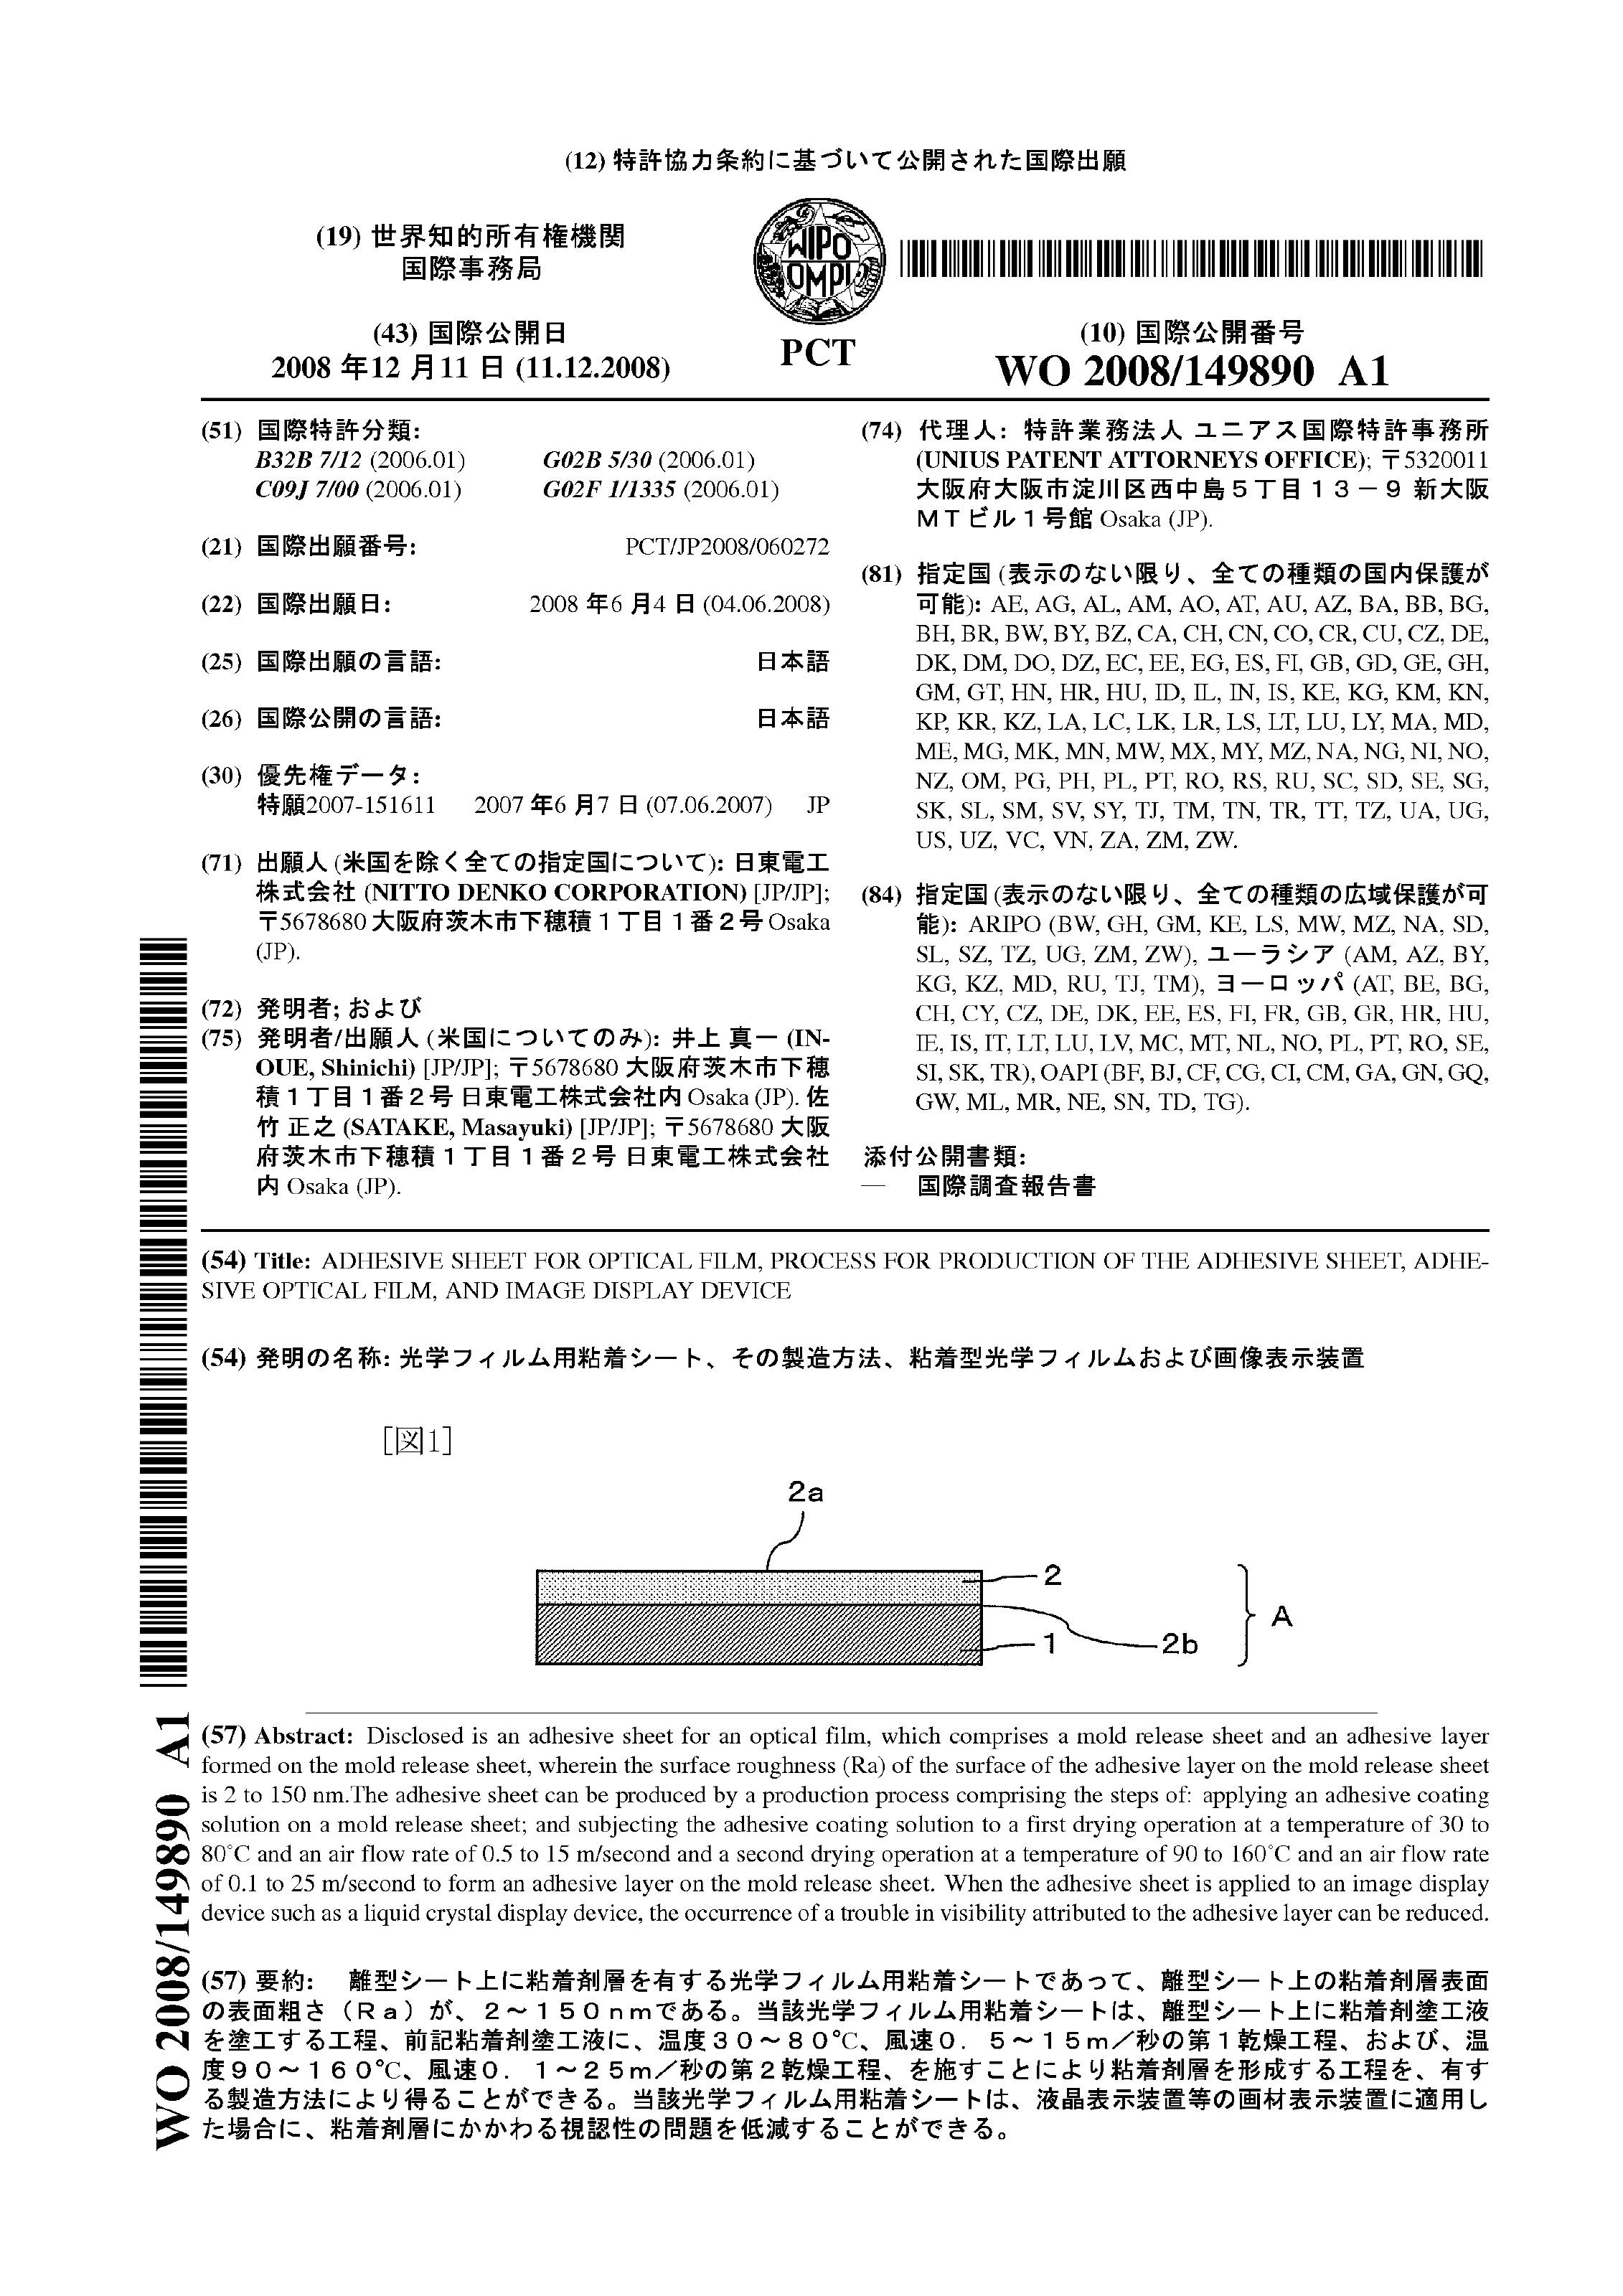 (12) 特許協力条約に基づいて公開された国際出願
(19) 世界知的所有権機関
国際事務局
WIPO
OMPI
PCT
(43) 国際公開日
2008 年12 月11 日 (11.12.2008)
(10) 国際公開番号
WO 2008/149890 A1
(51) 国際特許分類:
B32B 7/12 (2006.01) G02B 5/30 (2006.01)
C09J 7/00 (2006.01) G02F 1/1335 (2006.01)
(21) 国際出願番号: PCT/JP2008/060272
(22) 国際出願日: 2008 年6 月4 日 (04.06.2008)
(25) 国際出願の言語: 日本語
(26) 国際公開の言語: 日本語
(30) 優先権データ:
特願2007-151611 2007 年6 月7 日 (07.06.2007) JP
(71) 出願人 (米国を除く全ての指定国について): 日東電工
株式会社 (NITTO DENKO CORPORATION) [JP/JP];
〒5678680 大阪府茨木市下穂積1丁目1番2号 Osaka
(JP).
(72) 発明者; および
(75) 発明者/出願人 (米国についてのみ): 井上 真一 (IN-
OUE, Shinichi) [JP/JP]; 〒5678680 大阪府茨木市下穂
積1丁目1番2号 日東電工株式会社内 Osaka (JP). 佐
竹 正之 (SATAKE, Masayuki) [JP/JP]; 〒5678680 大阪
府茨木市下穂積1丁目1番2号 日東電工株式会社
内 Osaka (JP).
(74) 代理人: 特許業務法人 ユニアス国際特許事務所
(UNIUS PATENT ATTORNEYS OFFICE); 〒5320011
大阪府大阪市淀川区西中島5丁目13-9 新大阪
MTビル1号館 Osaka (JP).
(81) 指定国 (表示のない限り、全ての種類の国内保護が
可能): AE, AG, AL, AM, AO, AT, AU, AZ, BA, BB, BG,
BH, BR, BW, BY, BZ, CA, CH, CN, CO, CR, CU, CZ, DE,
DK, DM, DO, DZ, EC, EE, EG, ES, FI, GB, GD, GE, GH,
GM, GT, HN, HR, HU, ID, IL, IN, IS, KE, KG, KM, KN,
KP, KR, KZ, LA, LC, LK, LR, LS, LT, LU, LY, MA, MD,
ME, MG, MK, MN, MW, MX, MY, MZ, NA, NG, NI, NO,
NZ, OM, PG, PH, PL, PT, RO, RS, RU, SC, SD, SE, SG,
SK, SL, SM, SV, SY, TJ, TM, TN, TR, TT, TZ, UA, UG,
US, UZ, VC, VN, ZA, ZM, ZW.
(84) 指定国 (表示のない限り、全ての種類の広域保護が可
能): ARIPO (BW, GH, GM, KE, LS, MW, MZ, NA, SD,
SL, SZ, TZ, UG, ZM, ZW), ユーラシア (AM, AZ, BY,
KG, KZ, MD, RU, TJ, TM), ヨーロッパ (AT, BE, BG,
CH, CY, CZ, DE, DK, EE, ES, FI, FR, GB, GR, HR, HU,
IE, IS, IT, LT, LU, LV, MC, MT, NL, NO, PL, PT, RO, SE,
SI, SK, TR), OAPI (BF, BJ, CF, CG, CI, CM, GA, GN, GQ,
GW, ML, MR, NE, SN, TD, TG).
添付公開書類:
— 国際調査報告書
(54) Title: ADHESIVE SHEET FOR OPTICAL FILM, PROCESS FOR PRODUCTION OF THE ADHESIVE SHEET, ADHE-
SIVE OPTICAL FILM, AND IMAGE DISPLAY DEVICE
(54) 発明の名称: 光学フィルム用粘着シート、その製造方法、粘着型光学フィルムおよび画像表示装置
[図1]
2a
2
A
1
2b
(57) Abstract: Disclosed is an adhesive sheet for an optical film, which comprises a mold release sheet and an adhesive layer
formed on the mold release sheet, wherein the surface roughness (Ra) of the surface of the adhesive layer on the mold release sheet
is 2 to 150 nm.The adhesive sheet can be produced by a production process comprising the steps of: applying an adhesive coating
solution on a mold release sheet; and subjecting the adhesive coating solution to a first drying operation at a temperature of 30 to
80°C and an air flow rate of 0.5 to 15 m/second and a second drying operation at a temperature of 90 to 160°C and an air flow rate
of 0.1 to 25 m/second to form an adhesive layer on the mold release sheet. When the adhesive sheet is applied to an image display
device such as a liquid crystal display device, the occurrence of a trouble in visibility attributed to the adhesive layer can be reduced.
(57) 要約: 離型シート上に粘着剤層を有する光学フィルム用粘着シートであって、離型シート上の粘着剤層表面
の表面粗さ(Ra)が、2~150nmである。当該光学フィルム用粘着シートは、離型シート上に粘着剤塗工液
を塗工する工程、前記粘着剤塗工液に、温度30~80℃、風速0.5~15m/秒の第1乾燥工程、および、温
度90~160℃、風速0.1~25m/秒の第2乾燥工程、を施すことにより粘着剤層を形成する工程を、有す
る製造方法により得ることができる。当該光学フィルム用粘着シートは、液晶表示装置等の画材表示装置に適用し
た場合に、粘着剤層にかかわる視認性の問題を低減することができる。
WO 2008/149890 A1